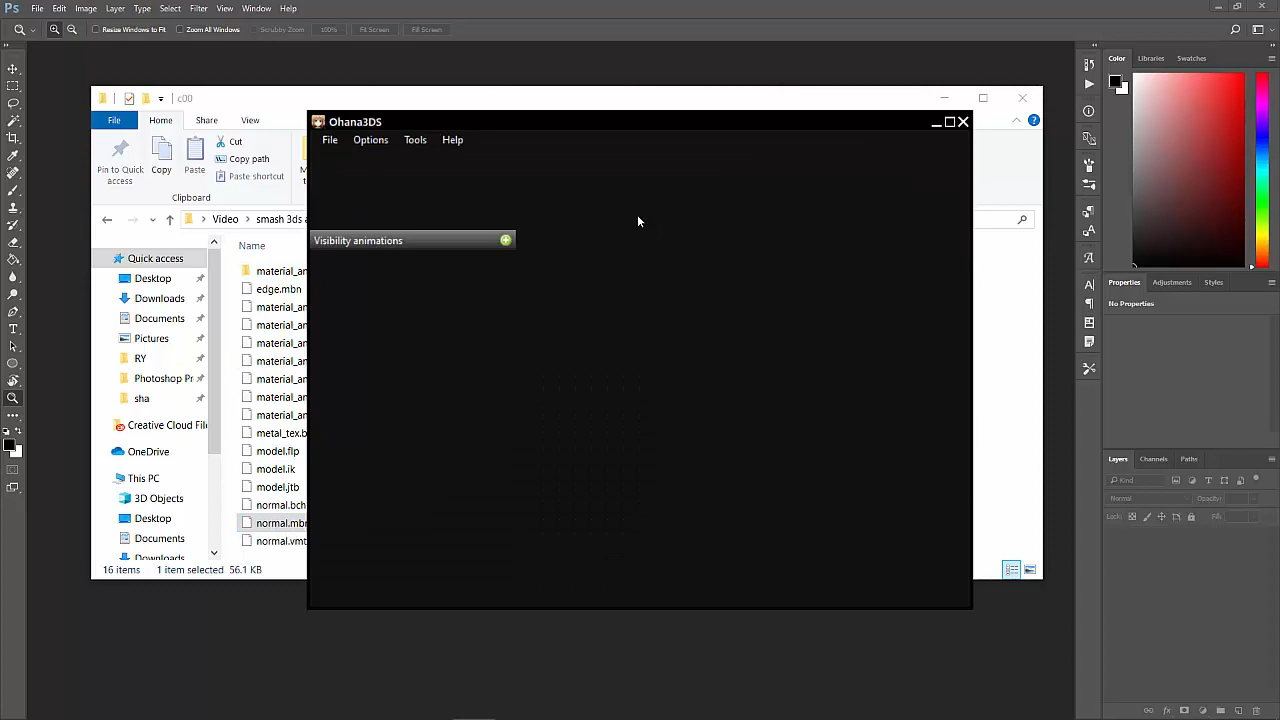 Ps File Edit Image Layer Type Select Filter View Window Help
Resize Windows to Fit Zoom All Windows Scrubby Zoom 100% Fit Screen Fill Screen
Color Libraries Swatches
c00
Ohana3DS
File Home Share View
File Options Tools Help
Pin to Quick access
Copy
Paste
Cut
Copy path
Paste shortcut
Clipboard
Video > smash 3ds
Visibility animations
Name
Quick access
Desktop
Downloads
Documents
Pictures
RY
Photoshop Pr
sha
Creative Cloud Fil
OneDrive
This PC
3D Objects
Desktop
Documents
Downloads
material_an
edge.mbn
material_an
material_an
material_an
material_an
material_an
material_an
material_an
metal_tex.b
model.flp
model.ik
model.jtb
normal.bch
normal.mbn
normal.vmt
16 items 1 item selected 56.1 KB
Properties Adjustments Styles
No Properties
Layers Channels Paths
Kind
Normal Opacity:
Lock: Fill: